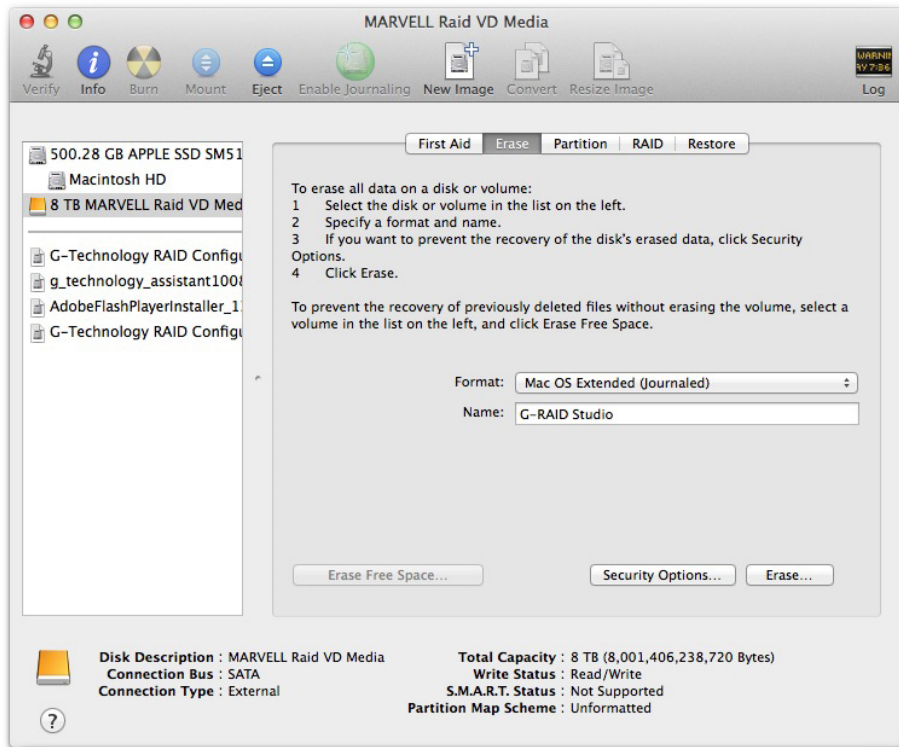 MARVELL Raid VD Media
Verify Info Burn Mount Eject Enable Journaling New Image Convert Resize Image Log
WARNIN
AY 7:36
500.28 GB APPLE SSD SM51
Macintosh HD
8 TB MARVELL Raid VD Med
G-Technology RAID Configu
g_technology_assistant1008
AdobeFlashPlayerInstaller_1
G-Technology RAID Configu
First Aid Erase Partition RAID Restore
To erase all data on a disk or volume:
1 Select the disk or volume in the list on the left.
2 Specify a format and name.
3 If you want to prevent the recovery of the disk's erased data, click Security
Options.
4 Click Erase.
To prevent the recovery of previously deleted files without erasing the volume, select a
volume in the list on the left, and click Erase Free Space.
Format: Mac OS Extended (Journaled)
Name: G-RAID Studio
Erase Free Space... Security Options... Erase...
Disk Description : MARVELL Raid VD Media
Connection Bus : SATA
Connection Type : External
Total Capacity : 8 TB (8,001,406,238,720 Bytes)
Write Status : Read/Write
S.M.A.R.T. Status : Not Supported
Partition Map Scheme : Unformatted
?